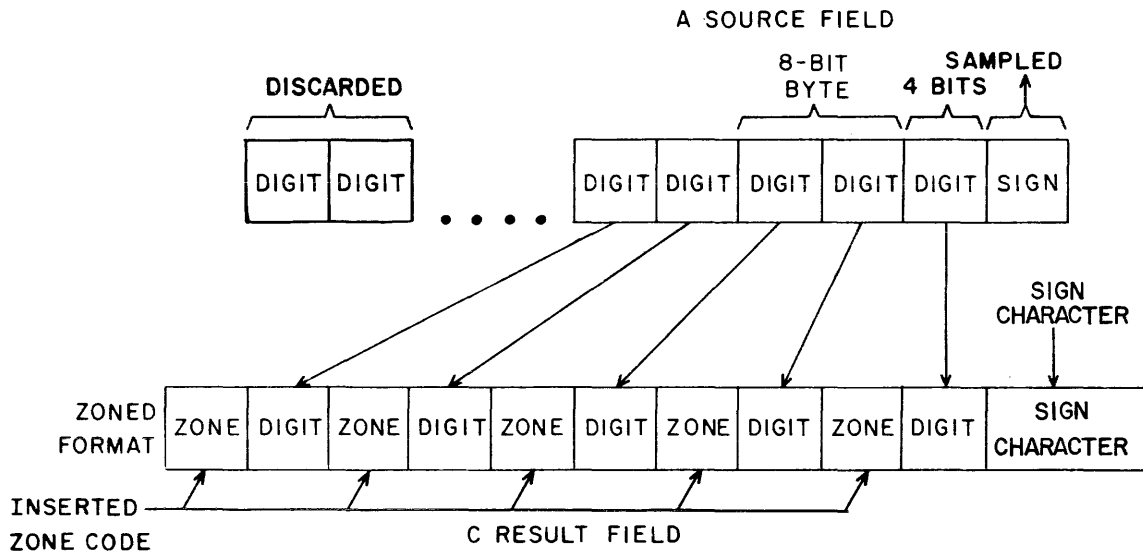 A SOURCE FIELD
8-BIT
BYTE
SAMPLED
DISCARDED
4 BITS
DIGIT DIGIT DIGIT DIGIT DIGIT DIGIT DIGIT SIGN
SIGN
CHARACTER
ZONED
FORMAT
ZONE DIGIT ZONE DIGIT ZONE DIGIT ZONE DIGIT ZONE DIGIT SIGN
CHARACTER
INSERTED
ZONE CODE
C RESULT FIELD